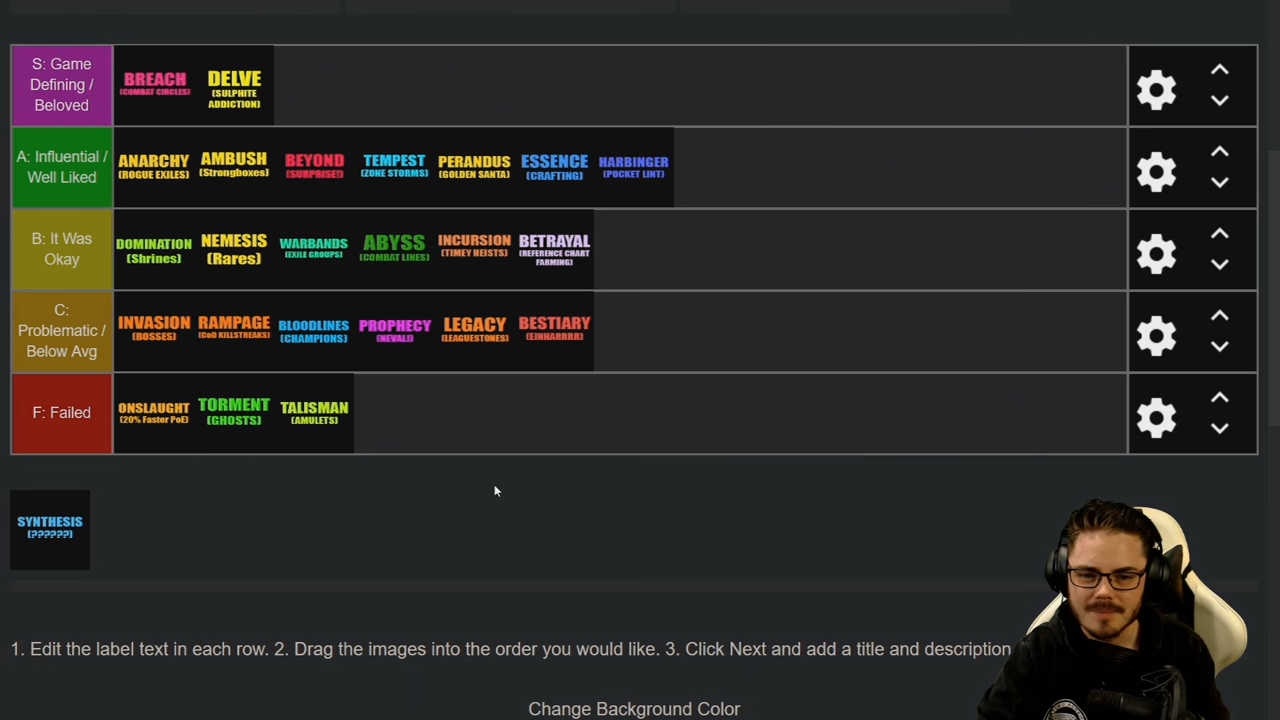 S: Game
Defining /
Beloved
BREACH
(COMBAT CIRCLES)
DELVE
(SULPHITE
ADDICTION)
A: Influential /
Well Liked
ANARCHY
(ROGUE EXILES)
AMBUSH
(Strongboxes)
BEYOND
(SURPRISE!)
TEMPEST
(ZONE STORMS)
PERANDUS
(GOLDEN SANTA)
ESSENCE
(CRAFTING)
HARBINGER
(POCKET LINT)
B: It Was
Okay
DOMINATION
(Shrines)
NEMESIS
(Rares)
WARBANDS
(EXILE GROUPS)
ABYSS
(COMBAT LINES)
INCURSION
(TIMEY HEISTS)
BETRAYAL
(REFERENCE CHART
FARMING)
C:
Problematic /
Below Avg
INVASION
(BOSSES)
RAMPAGE
(CoD KILLSTREAKS)
BLOODLINES
(CHAMPIONS)
PROPHECY
(NEVALI)
LEGACY
(LEAGUESTONES)
BESTIARY
(EINHARRRR)
F: Failed
ONSLAUGHT
(20% Faster PoE)
TORMENT
(GHOSTS)
TALISMAN
(AMULETS)
SYNTHESIS
(??????)
1. Edit the label text in each row. 2. Drag the images into the order you would like. 3. Click Next and add a title and description
Change Background Color